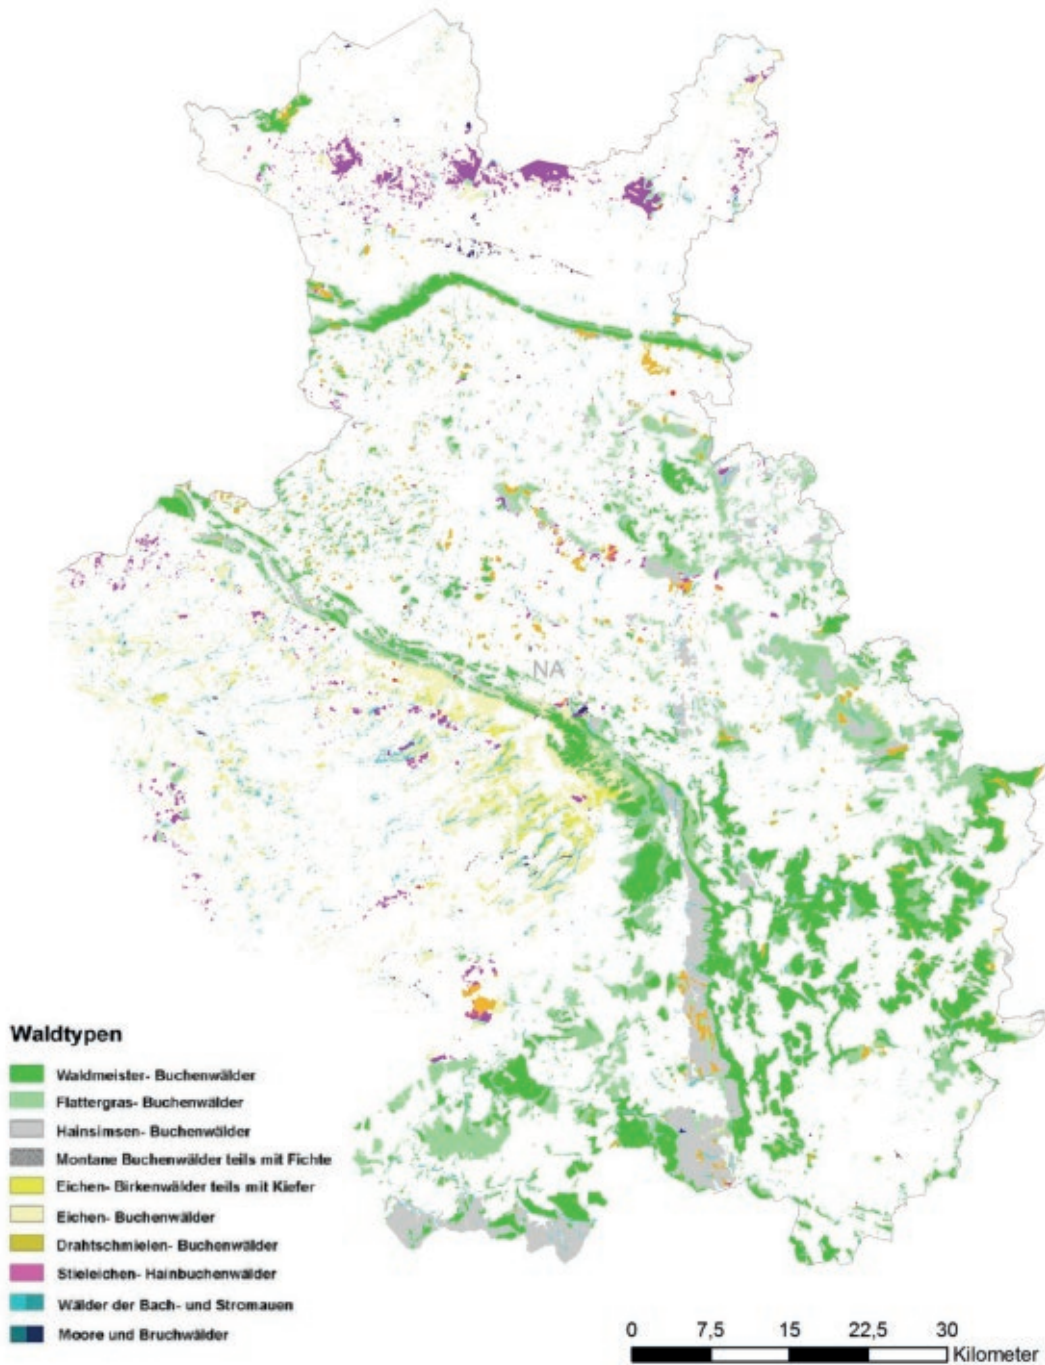 NA
Waldtypen
Waldmeister- Buchenwälder
Flattergras- Buchenwälder
Hainsimsen- Buchenwälder
Montane Buchenwälder teils mit Fichte
Eichen- Birkenwälder teils mit Kiefer
Eichen- Buchenwälder
Drahtschmielen- Buchenwälder
Stieleichen- Hainbuchenwälder
Wälder der Bach- und Stromauen
Moore und Bruchwälder
0 7,5 15 22,5 30
Kilometer